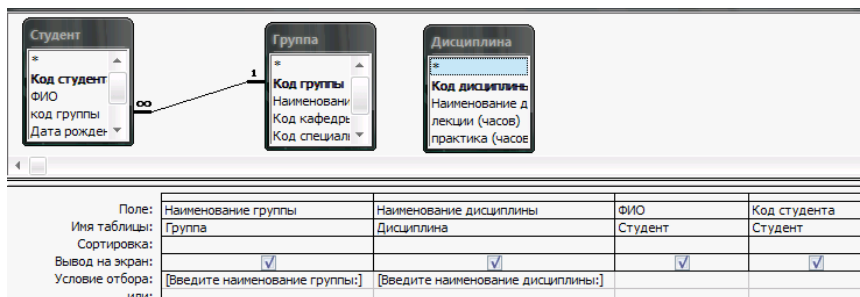 Студент
*
Код студент
ФИО
код группы
Дата рожден
∞
1
Группа
*
Код группы
Наименовани
Код кафедры
Код специалі
Дисциплина
*
Код дисциплинь
Наименование д
лекции (часов)
практика (часов
Поле: Наименование группы Наименование дисциплины ФИО Код студента
Имя таблицы: Группа Дисциплина Студент Студент
Сортировка:
Вывод на экран:
Условие отбора: [Введите наименование группы:] [Введите наименование дисциплины:]
или: